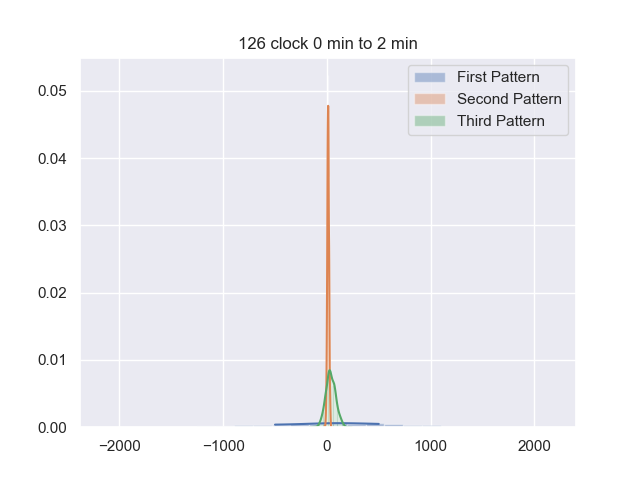 126 clock 0 min to 2 min
First Pattern
Second Pattern
Third Pattern
0.05
0.04
0.03
0.02
0.01
0.00
−2000
−1000
0
1000
2000